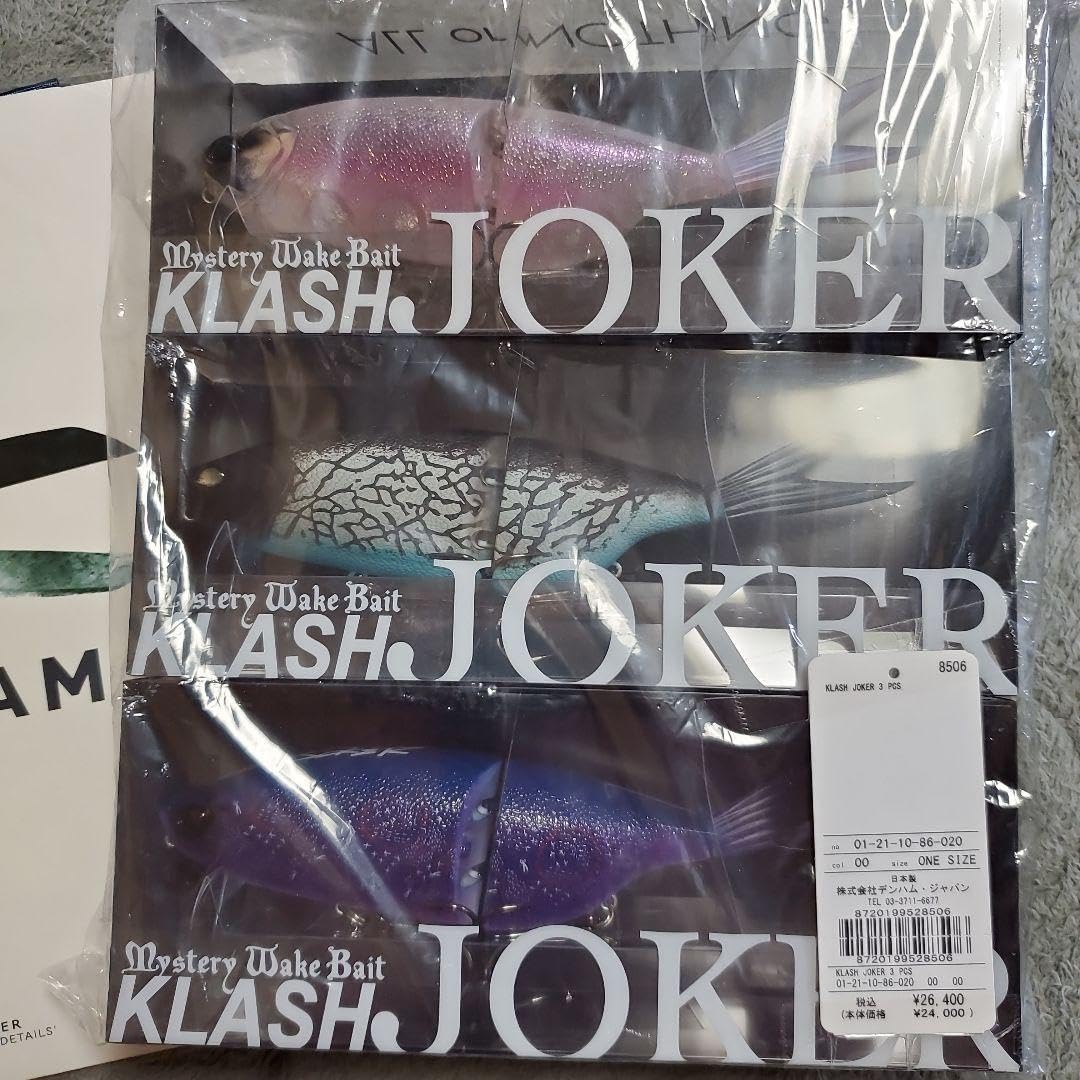 ALL or NOTHING
Mystery Wake Bait
KLASH JOKER
Mystery Wake Bait
KLASH JOKER
Mystery Wake Bait
KLASH JOKER
8506
KLASH JOKER 3 PCS
no 01-21-10-86-020
col 00 size ONE SIZE
日本製
株式会社デンハム・ジャパン
TEL 03-3711-6677
8720199528506
8720199528506
KLASH JOKER 3 PCS
01-21-10-86-020 00 00
税込 ¥26,400
(本体価格 ¥24,000)
AM
ER
DETAILS'